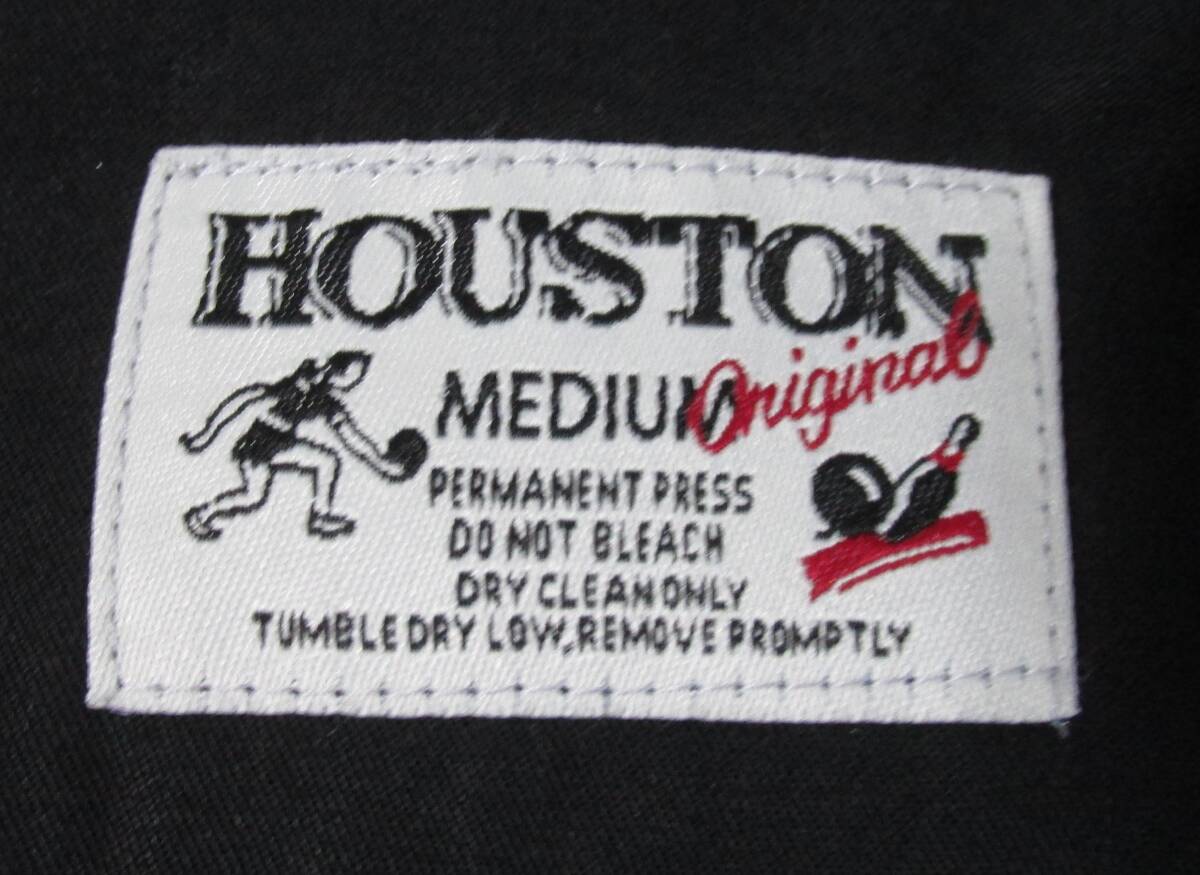 HOUSTON
Original
MEDIUM
PERMANENT PRESS
DO NOT BLEACH
DRY CLEAN ONLY
TUMBLE DRY LOW, REMOVE PROMPTLY